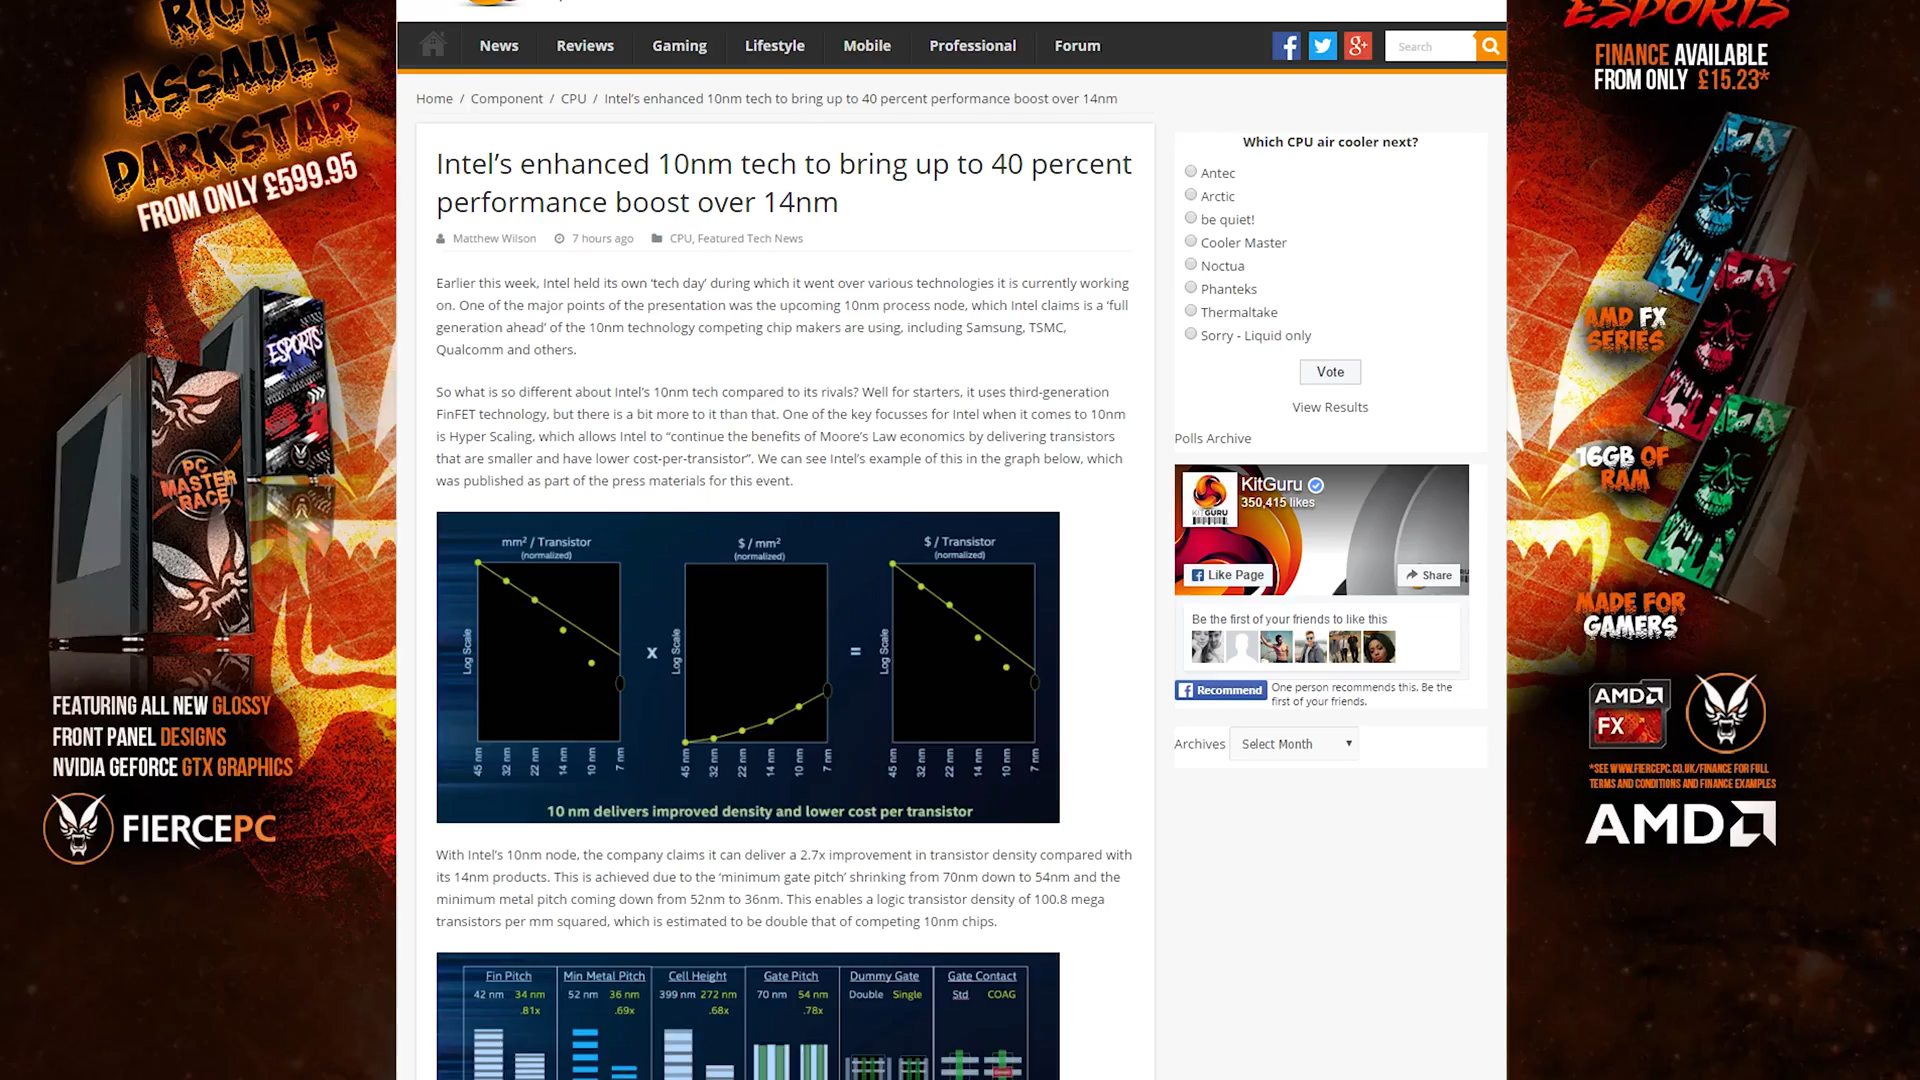 RIOT
ASSAULT
DARKSTAR
FROM ONLY £599.95
ESPORTS
PC
MASTER
RACE
FEATURING ALL NEW GLOSSY
FRONT PANEL DESIGNS
NVIDIA GEFORCE GTX GRAPHICS
FIERCEPC
News
Reviews
Gaming
Lifestyle
Mobile
Professional
Forum
Search
Home / Component / CPU / Intel’s enhanced 10nm tech to bring up to 40 percent performance boost over 14nm
Intel’s enhanced 10nm tech to bring up to 40 percent
performance boost over 14nm
Matthew Wilson
7 hours ago
CPU, Featured Tech News
Earlier this week, Intel held its own ‘tech day’ during which it went over various technologies it is currently working
on. One of the major points of the presentation was the upcoming 10nm process node, which Intel claims is a ‘full
generation ahead’ of the 10nm technology competing chip makers are using, including Samsung, TSMC,
Qualcomm and others.
So what is so different about Intel’s 10nm tech compared to its rivals? Well for starters, it uses third-generation
FinFET technology, but there is a bit more to it than that. One of the key focusses for Intel when it comes to 10nm
is Hyper Scaling, which allows Intel to “continue the benefits of Moore’s Law economics by delivering transistors
that are smaller and have lower cost-per-transistor”. We can see Intel’s example of this in the graph below, which
was published as part of the press materials for this event.
mm² / Transistor
(normalized)
Log Scale
45 nm
32 nm
22 nm
14 nm
10 nm
7 nm
x
$ / mm²
(normalized)
Log Scale
45 nm
32 nm
22 nm
14 nm
10 nm
7 nm
=
$ / Transistor
(normalized)
Log Scale
45 nm
32 nm
22 nm
14 nm
10 nm
7 nm
10 nm delivers improved density and lower cost per transistor
With Intel’s 10nm node, the company claims it can deliver a 2.7x improvement in transistor density compared with
its 14nm products. This is achieved due to the ‘minimum gate pitch’ shrinking from 70nm down to 54nm and the
minimum metal pitch coming down from 52nm to 36nm. This enables a logic transistor density of 100.8 mega
transistors per mm squared, which is estimated to be double that of competing 10nm chips.
Fin Pitch
42 nm 34 nm
.81x
Min Metal Pitch
52 nm 36 nm
.69x
Cell Height
399 nm 272 nm
.68x
Gate Pitch
70 nm 54 nm
.78x
Dummy Gate
Double Single
Gate Contact
Std COAG
Which CPU air cooler next?
Antec
Arctic
be quiet!
Cooler Master
Noctua
Phanteks
Thermaltake
Sorry - Liquid only
Vote
View Results
Polls Archive
KitGuru
350,415 likes
KITGURU
Like Page
Share
Be the first of your friends to like this
Recommend
One person recommends this. Be the
first of your friends.
Archives
Select Month
ESPORTS
FINANCE AVAILABLE
FROM ONLY £15.23*
AMD FX
SERIES
16GB OF
RAM
MADE FOR
GAMERS
AMD
FX
*SEE WWW.FIERCEPC.CO.UK/FINANCE FOR FULL
TERMS AND CONDITIONS AND FINANCE EXAMPLES
AMD